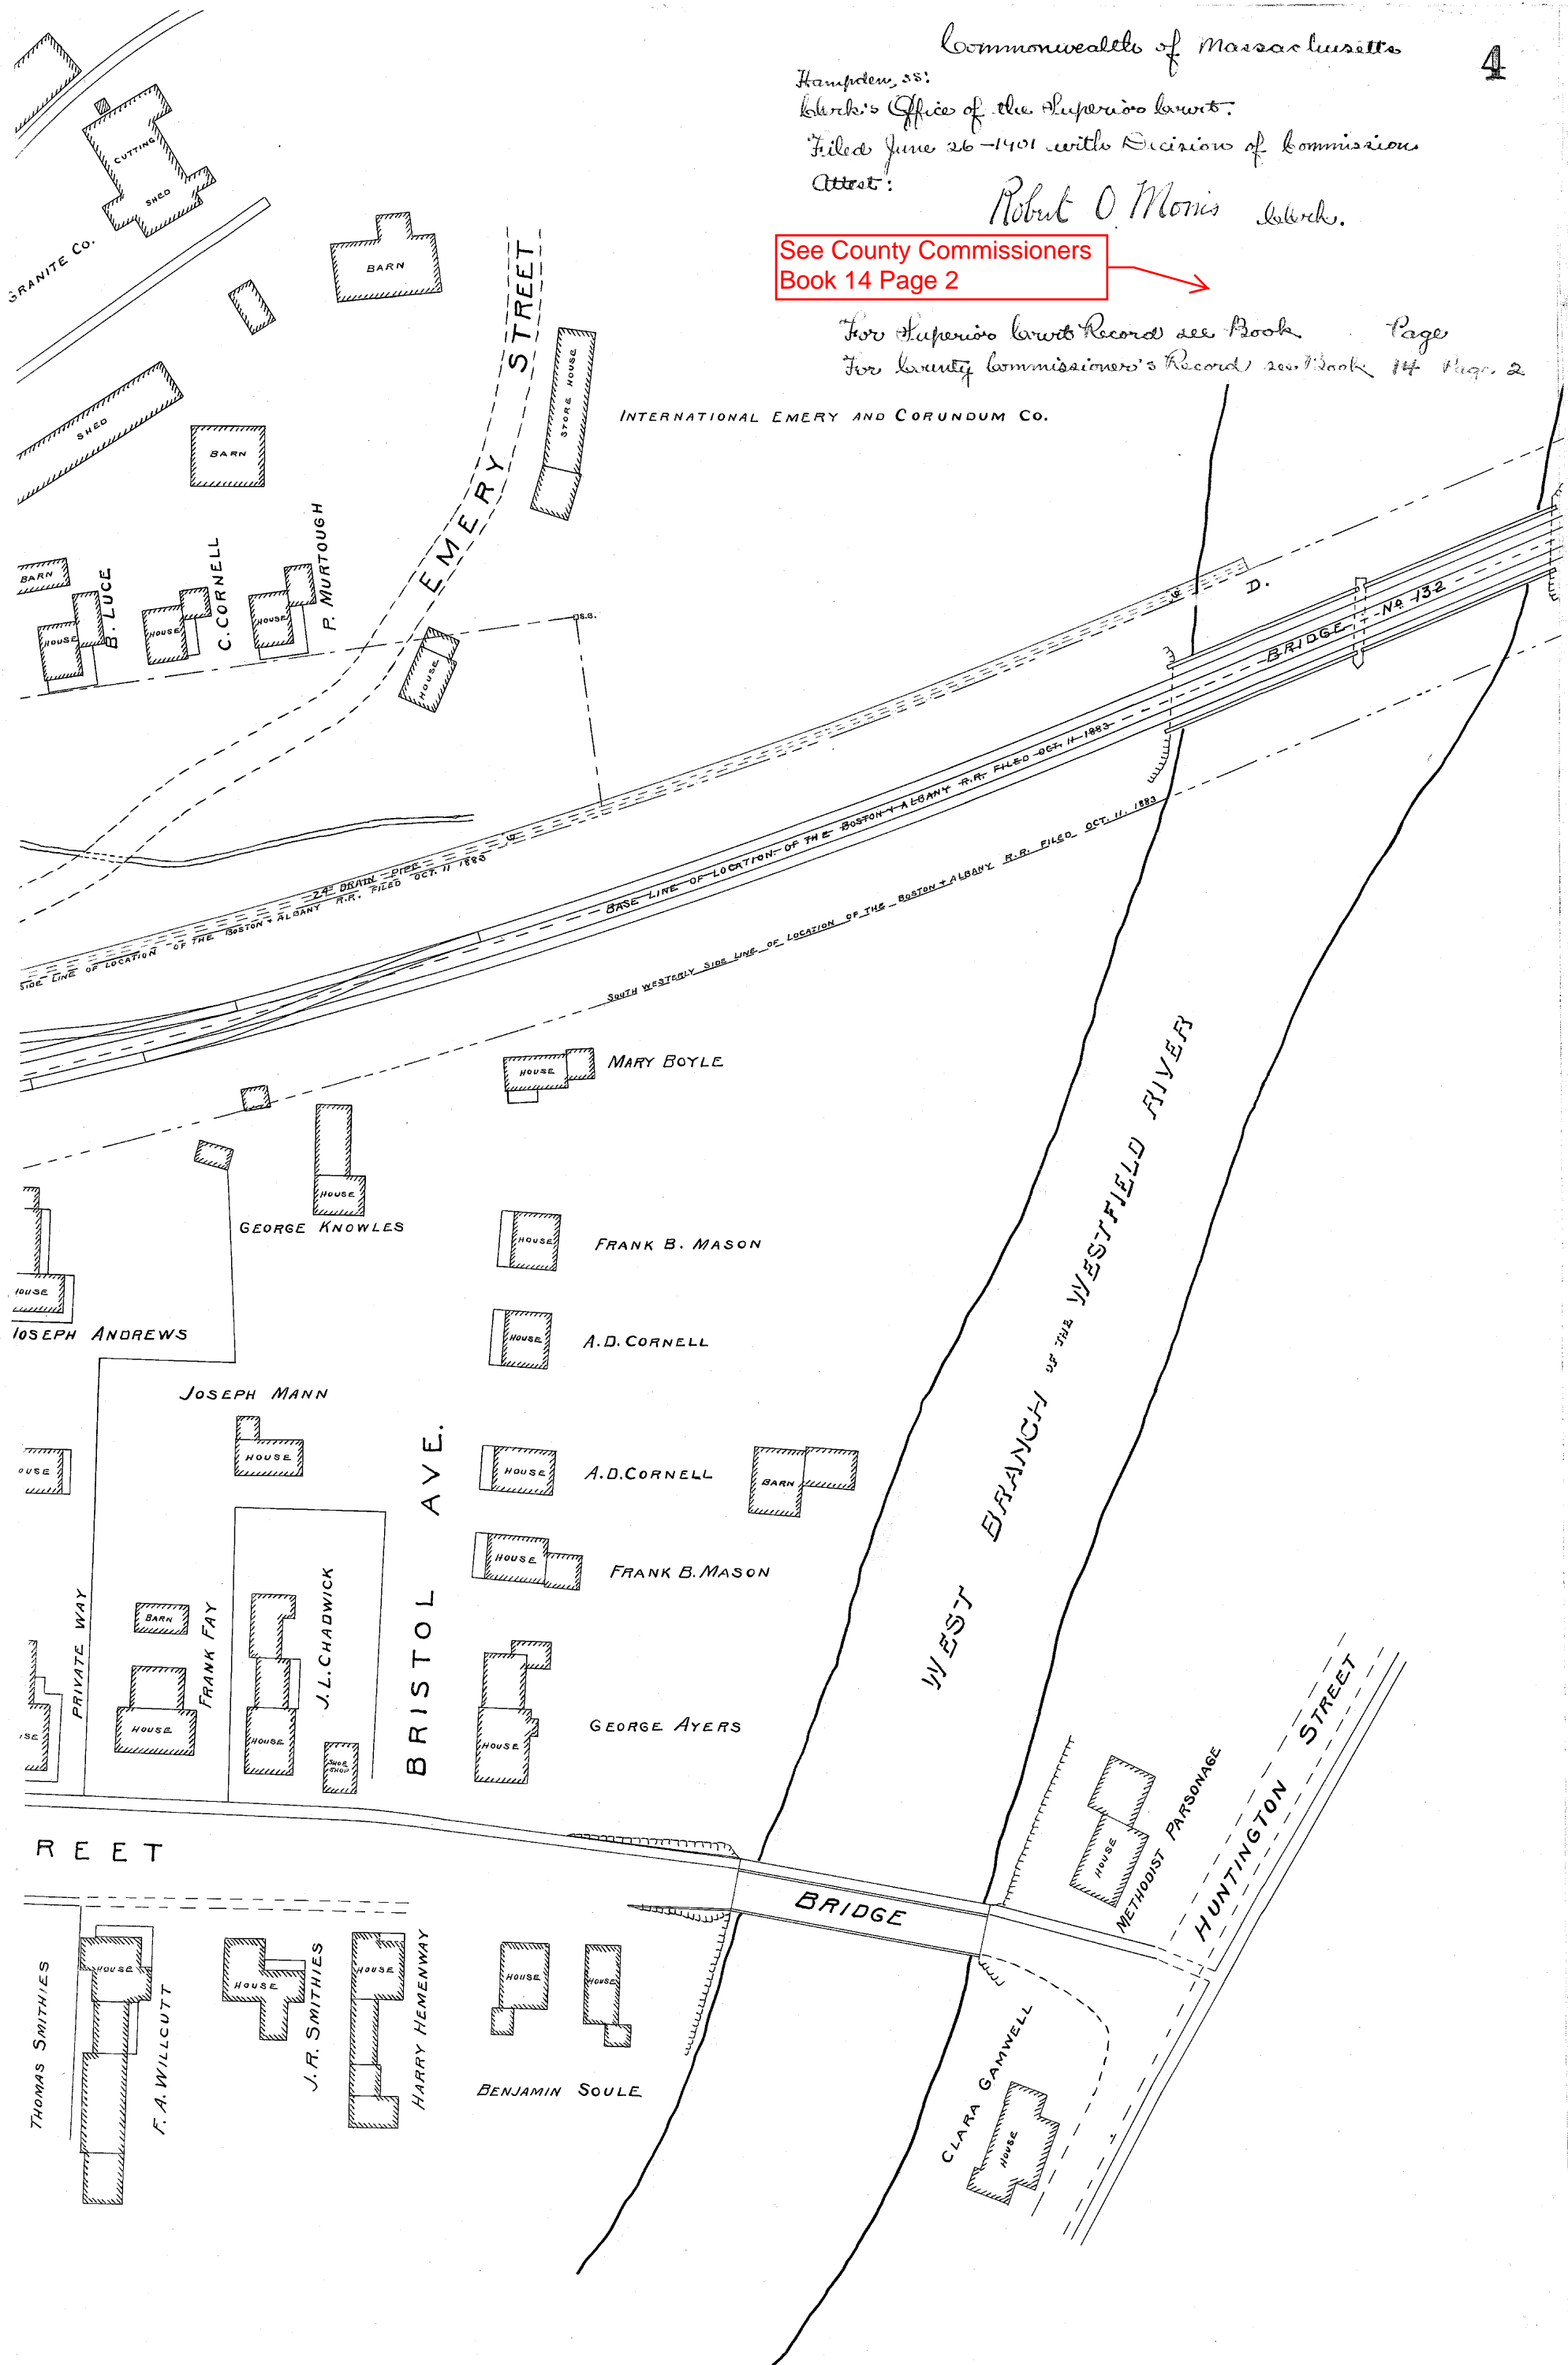 Commonwealth of Massachusetts
4
Hampden, ss:
Clerk's Office of the Superior Court.
Filed June 26-1901 with Decision of Commission
Attest:
Robert O Morris Clerk.
See County Commissioners
Book 14 Page 2
For Superior Court Record see Book Page
For County Commissioner's Record see Book 14 Page. 2
CUTTING
SHED
GRANITE CO.
BARN
EMERY STREET
STORE HOUSE
INTERNATIONAL EMERY AND CORUNDUM CO.
SHED
BARN
BARN
HOUSE
B. LUCE
HOUSE
C. CORNELL
HOUSE
P. MURTOUGH
HOUSE
S.B.
D.
BRIDGE NO. 132
24" DRAIN PIPE
SIDE LINE OF LOCATION OF THE BOSTON & ALBANY R.R. FILED OCT. 11 1883
BASE LINE OF LOCATION OF THE BOSTON & ALBANY R.R. FILED OCT. 11 1883
SOUTH WESTERLY SIDE LINE OF LOCATION OF THE BOSTON & ALBANY R.R. FILED OCT. 11. 1883
HOUSE
MARY BOYLE
HOUSE
GEORGE KNOWLES
HOUSE
FRANK B. MASON
OUSE
JOSEPH ANDREWS
HOUSE
A.D. CORNELL
JOSEPH MANN
HOUSE
OUSE
HOUSE
A.D. CORNELL
BARN
HOUSE
FRANK B. MASON
BRISTOL AVE.
WEST BRANCH OF THE WESTFIELD RIVER
PRIVATE WAY
BARN
FRANK FAY
HOUSE
J.L. CHADWICK
HOUSE
SHOE
SHOP
HOUSE
GEORGE AYERS
SE
HOUSE
METHODIST PARSONAGE
HUNTINGTON STREET
REET
BRIDGE
THOMAS SMITHIES
HOUSE
F. A. WILLCUTT
HOUSE
J. R. SMITHIES
HOUSE
HARRY HEMENWAY
HOUSE
HOUSE
BENJAMIN SOULE
CLARA GAMWELL
HOUSE